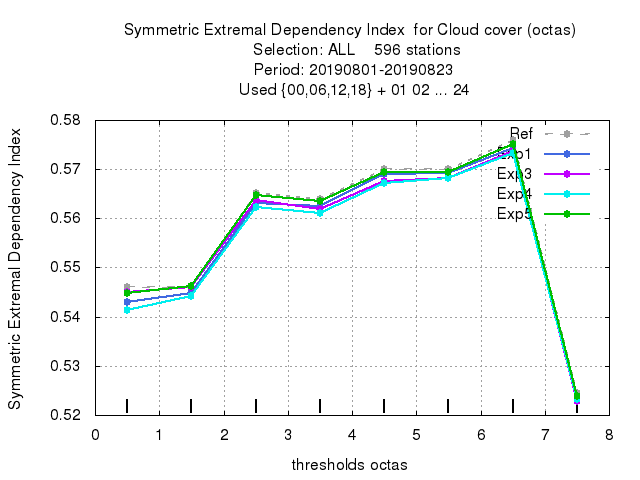 Symmetric Extremal Dependency Index  for Cloud cover (octas)
Selection: ALL    596 stations
Period: 20190801-20190823
Used {00,06,12,18} + 01 02 ... 24
Symmetric Extremal Dependency Index
0.58
0.57
0.56
0.55
0.54
0.53
0.52
Ref
Exp1
Exp3
Exp4
Exp5
0 1 2 3 4 5 6 7 8
thresholds octas